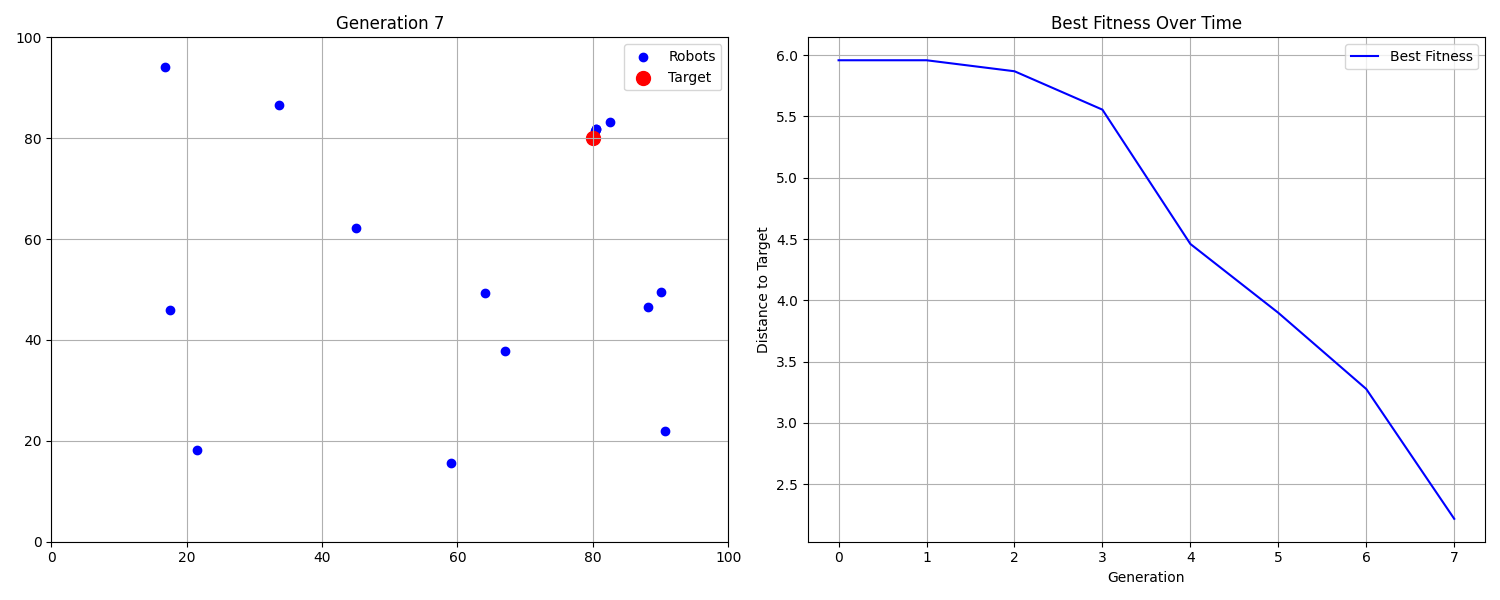 Generation 7
Robots
Target
100
80
60
40
20
0
0 20 40 60 80 100
Best Fitness Over Time
Best Fitness
Distance to Target
6.0
5.5
5.0
4.5
4.0
3.5
3.0
2.5
0 1 2 3 4 5 6 7
Generation